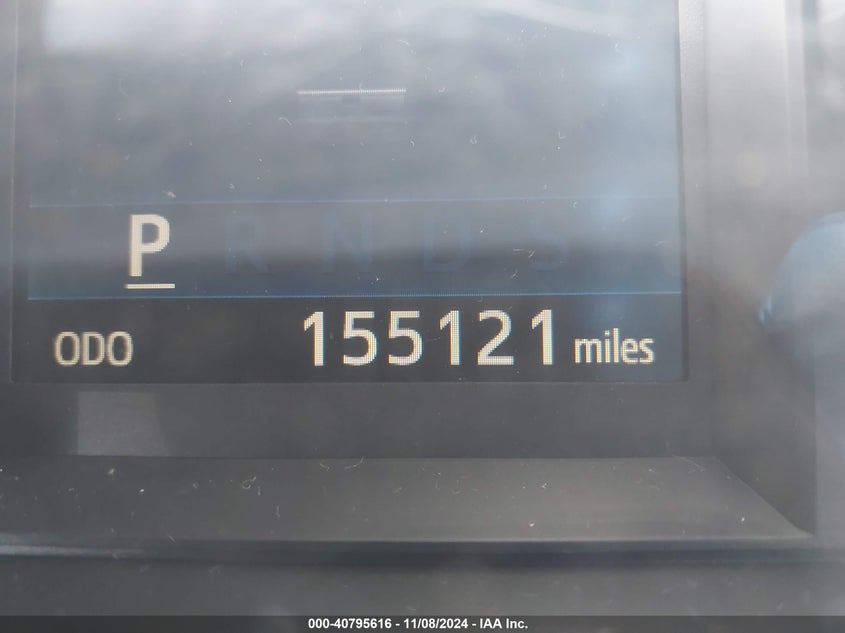 P R N D S
ODO 155121 miles
000-40795616 - 11/08/2024 - IAA Inc.